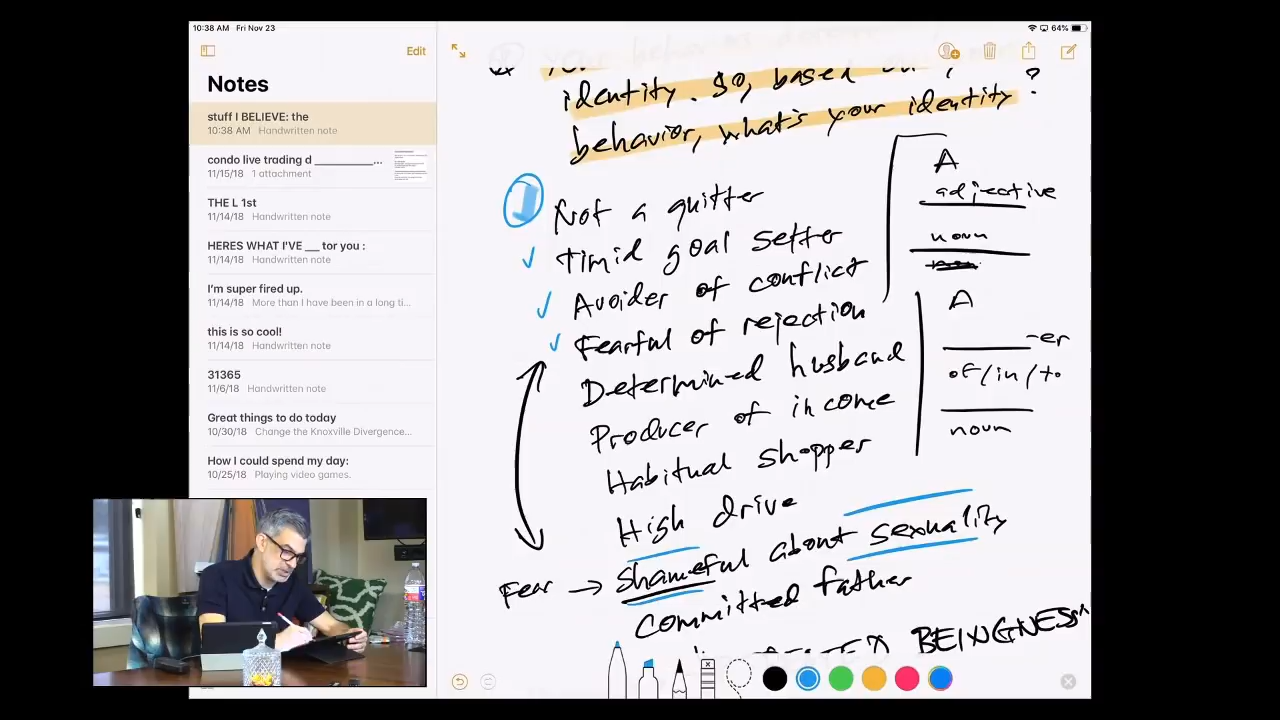 10:38 AM Fri Nov 23
64%
Edit
Notes
stuff I BELIEVE: the
10:38 AM Handwritten note
condo live trading d ___________...
11/15/18 1 attachment
THE L 1st
11/14/18 Handwritten note
HERES WHAT I'VE ___ tor you :
11/14/18 Handwritten note
I'm super fired up.
11/14/18 More than I have been in a long ti...
this is so cool!
11/14/18 Handwritten note
31365
11/6/18 Handwritten note
Great things to do today
10/30/18 Change the Knoxville Divergence...
How I could spend my day:
10/25/18 Playing video games.
identity. So, based on
behavior, what's your identity?
Not a quitter
Timid goal setter
Avoider of conflict
Fearful of rejection
Determined husband
Producer of income
Habitual shopper
High drive
Fear → shameful about sexuality
committed father
BEINGNESS
A
adjective
noun
A
-er
of/in/to
noun